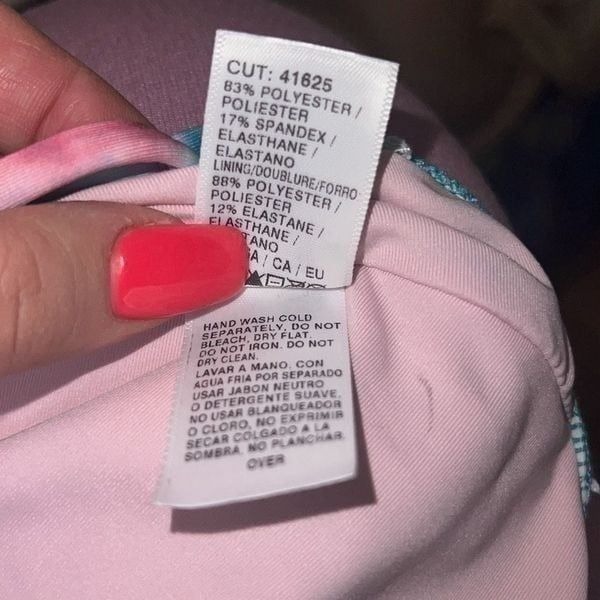 CUT: 41625
83% POLYESTER /
POLIESTER
17% SPANDEX /
ELASTHANE /
ELASTANO
LINING/DOUBLURE/FORRO
88% POLYESTER /
POLIESTER
12% ELASTANE /
ELASTHANE /
/ CA / EU
HAND WASH COLD
SEPARATELY, DO NOT
BLEACH, DRY FLAT.
DO NOT IRON. DO NOT
DRY CLEAN.
LAVAR A MANO, CON
AGUA FRIA POR SEPARADO
USAR JABON NEUTRO
O DETERGENTE SUAVE.
NO USAR BLANQUEADOR
O CLORO, NO EXPRIMIR
SECAR COLGADO A LA
SOMBRA. NO PLANCHAR.
OVER